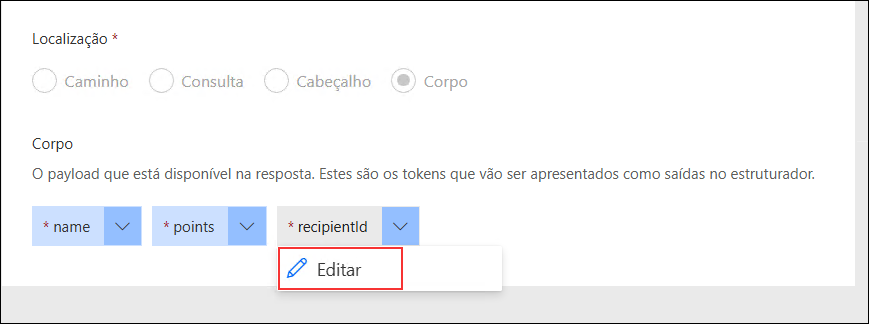 Localização *
Caminho Consulta Cabeçalho Corpo
Corpo
O payload que está disponível na resposta. Estes são os tokens que vão ser apresentados como saídas no estruturador.
* name * points * recipientId
Editar